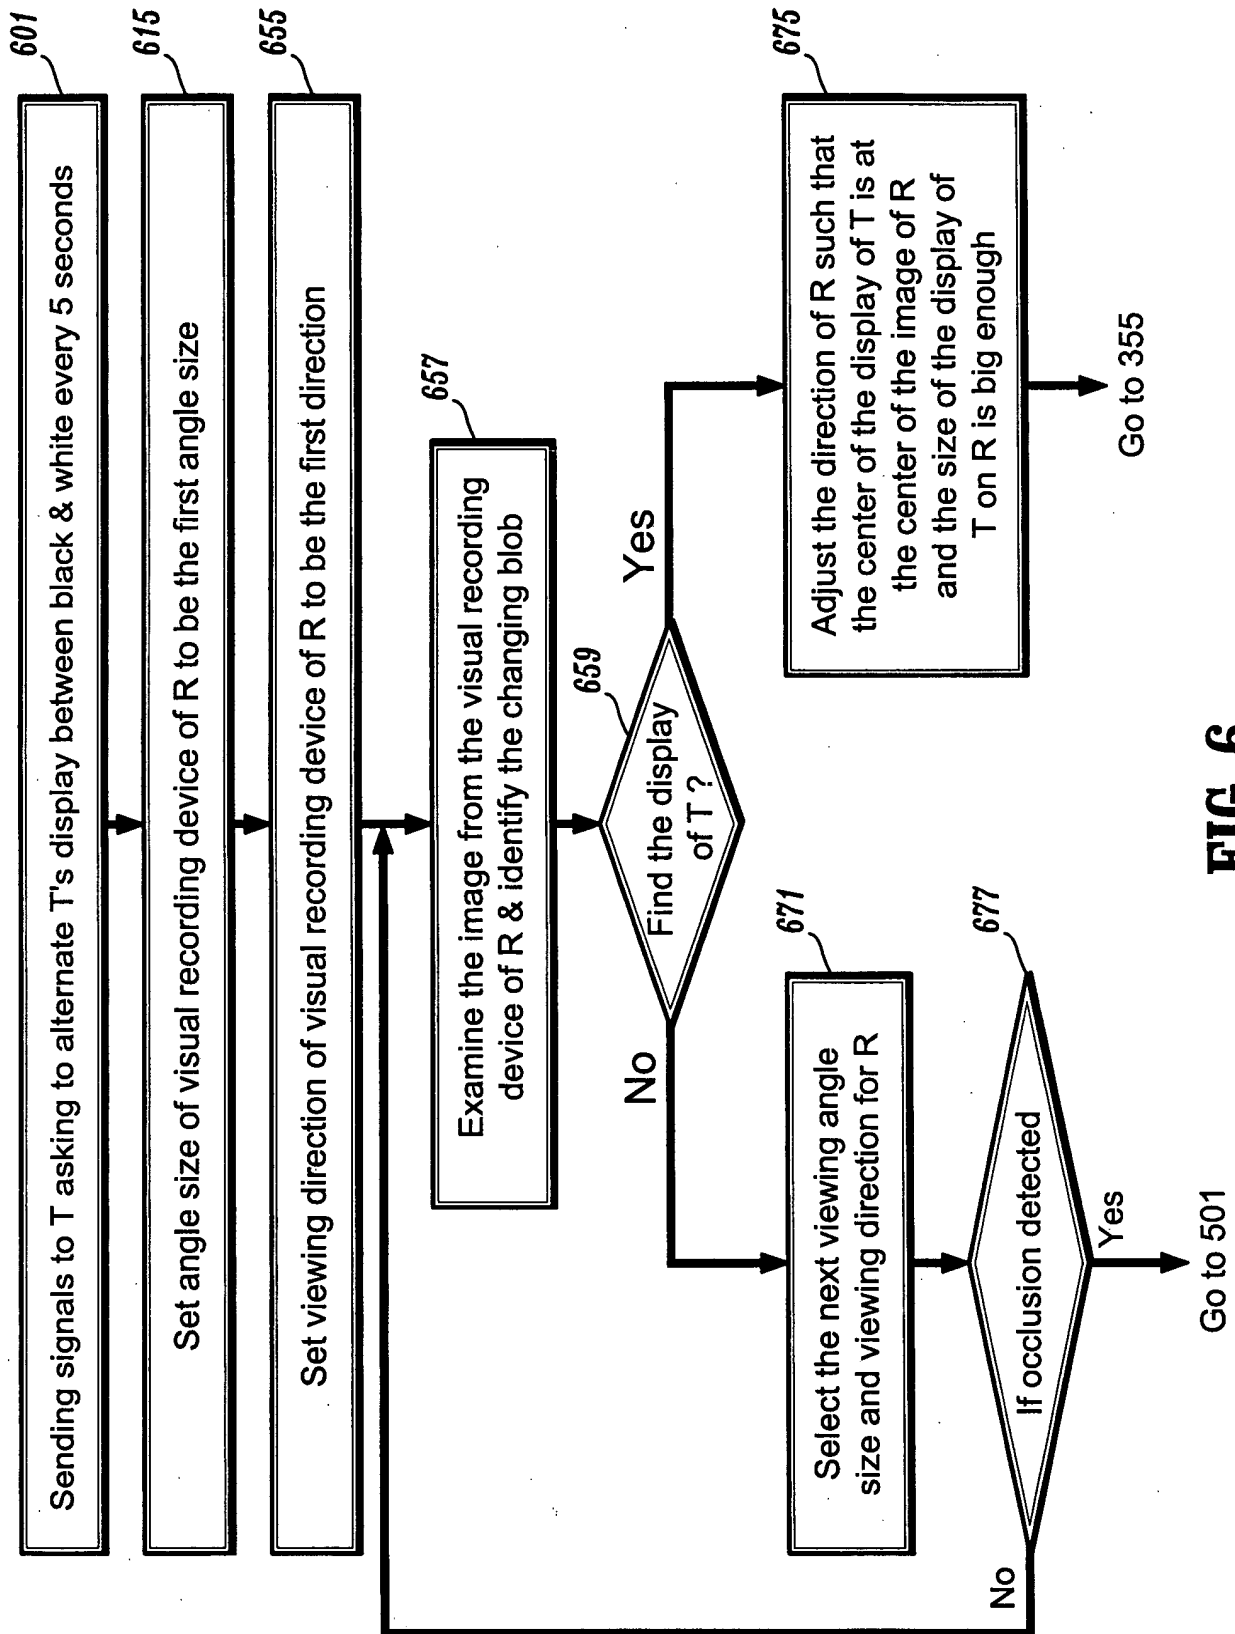 601
Sending signals to T asking to alternate T's display between black & white every 5 seconds
615
Set angle size of visual recording device of R to be the first angle size
655
Set viewing direction of visual recording device of R to be the first direction
657
Examine the image from the visual recording
device of R & identify the changing blob
659
Find the display
of T ?
No
Yes
671
Select the next viewing angle
size and viewing direction for R
675
Adjust the direction of R such that
the center of the display of T is at
the center of the image of R
and the size of the display of
T on R is big enough
677
If occlusion detected
No
Yes
Go to 501
Go to 355